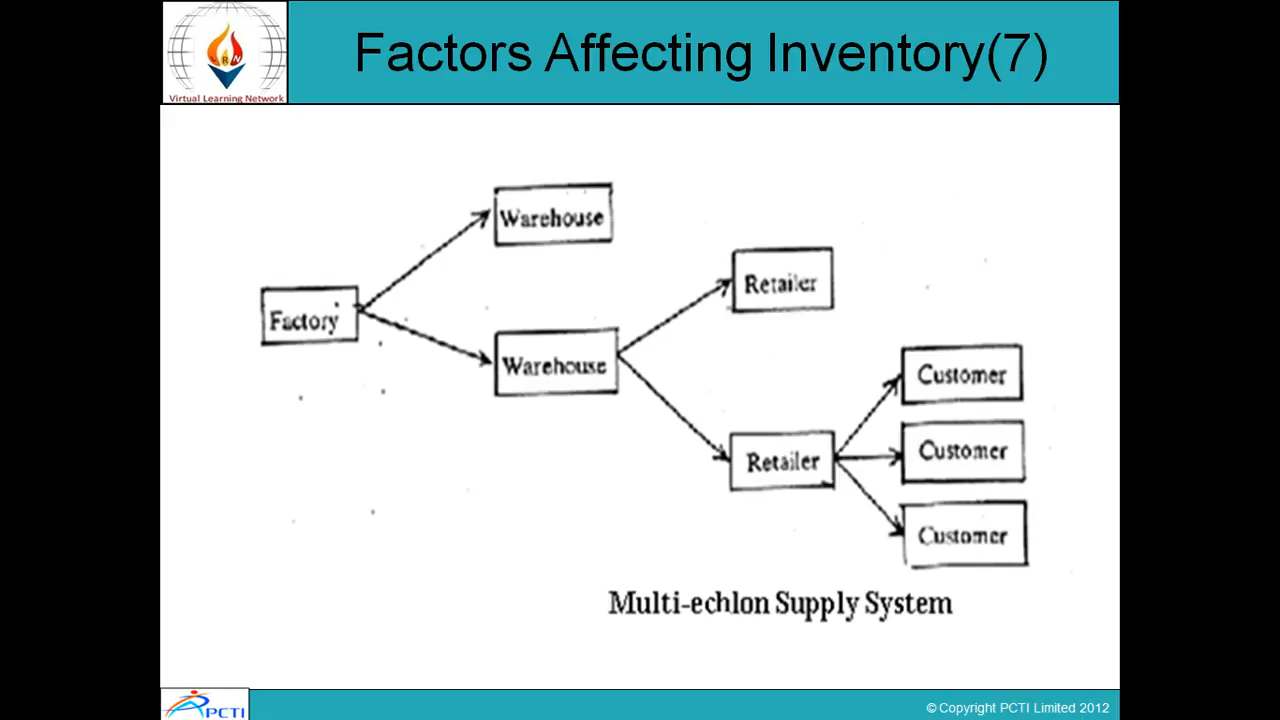 Factors Affecting Inventory(7)
Virtual Learning Network
Warehouse
Retailer
Factory
Warehouse
Customer
Customer
Retailer
Customer
Multi-echlon Supply System
PCTI
© Copyright PCTI Limited 2012